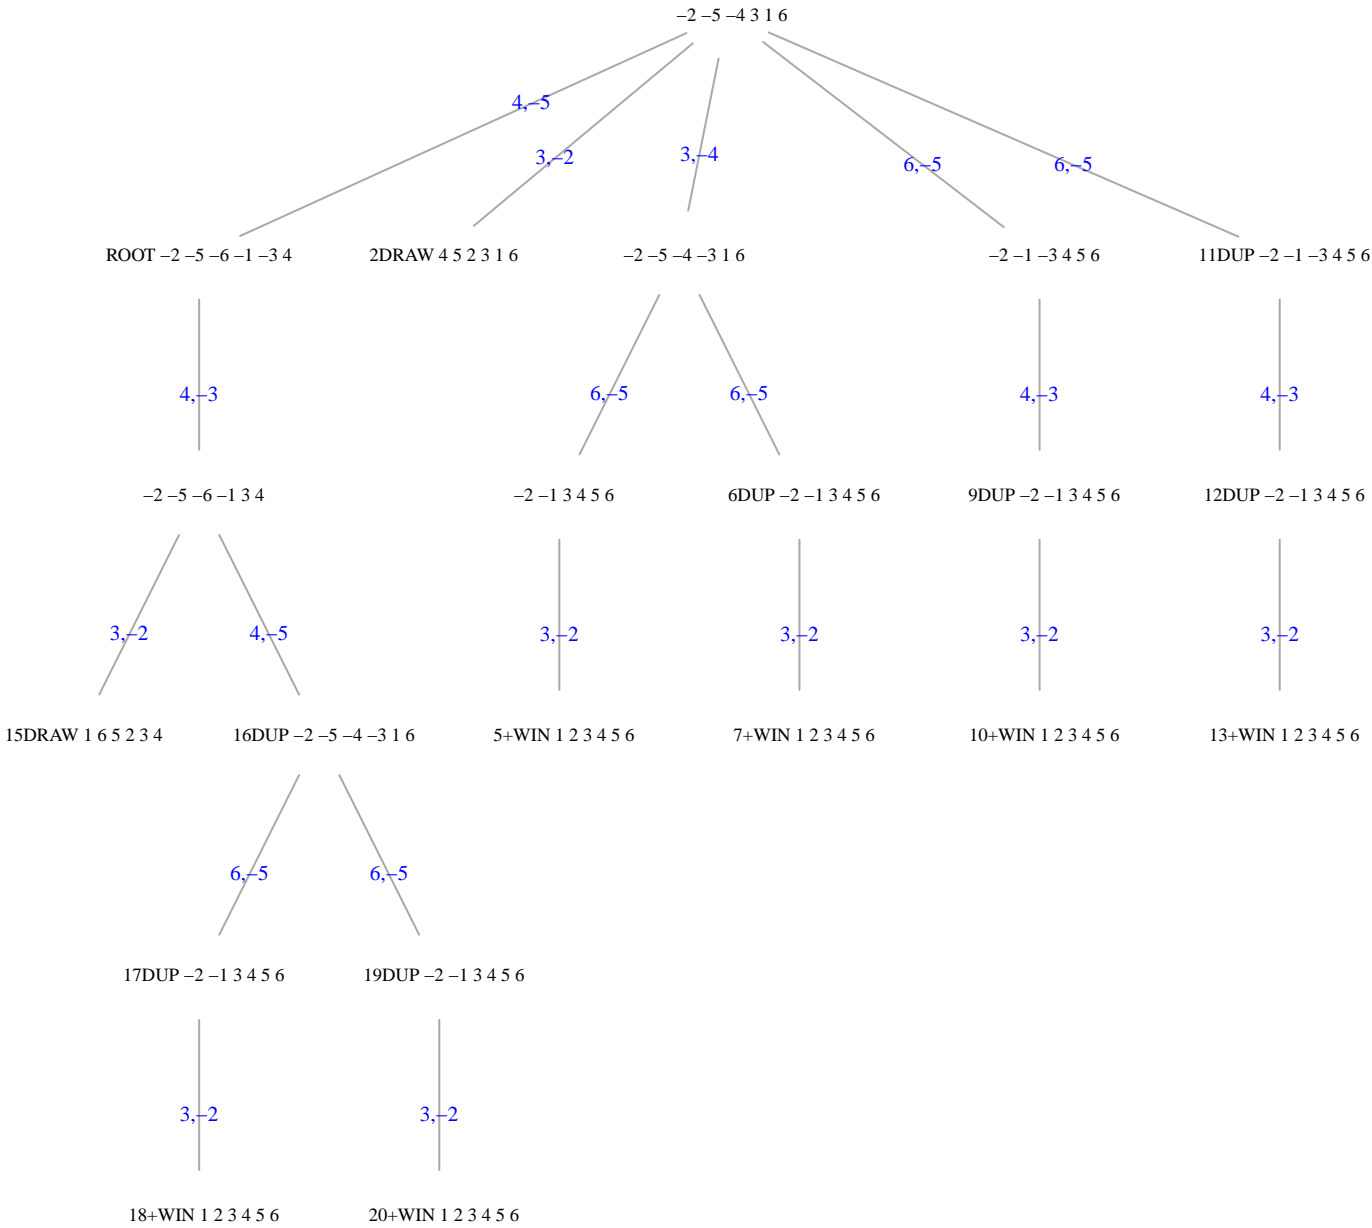 –2 –5 –4 3 1 6
4,–5
3,–2
3,–4
6,–5
6,–5
ROOT –2 –5 –6 –1 –3 4
2DRAW 4 5 2 3 1 6
–2 –5 –4 –3 1 6
–2 –1 –3 4 5 6
11DUP –2 –1 –3 4 5 6
4,–3
6,–5
6,–5
4,–3
4,–3
–2 –5 –6 –1 3 4
–2 –1 3 4 5 6
6DUP –2 –1 3 4 5 6
9DUP –2 –1 3 4 5 6
12DUP –2 –1 3 4 5 6
3,–2
4,–5
3,–2
3,–2
3,–2
3,–2
15DRAW 1 6 5 2 3 4
16DUP –2 –5 –4 –3 1 6
5+WIN 1 2 3 4 5 6
7+WIN 1 2 3 4 5 6
10+WIN 1 2 3 4 5 6
13+WIN 1 2 3 4 5 6
6,–5
6,–5
17DUP –2 –1 3 4 5 6
19DUP –2 –1 3 4 5 6
3,–2
3,–2
18+WIN 1 2 3 4 5 6
20+WIN 1 2 3 4 5 6